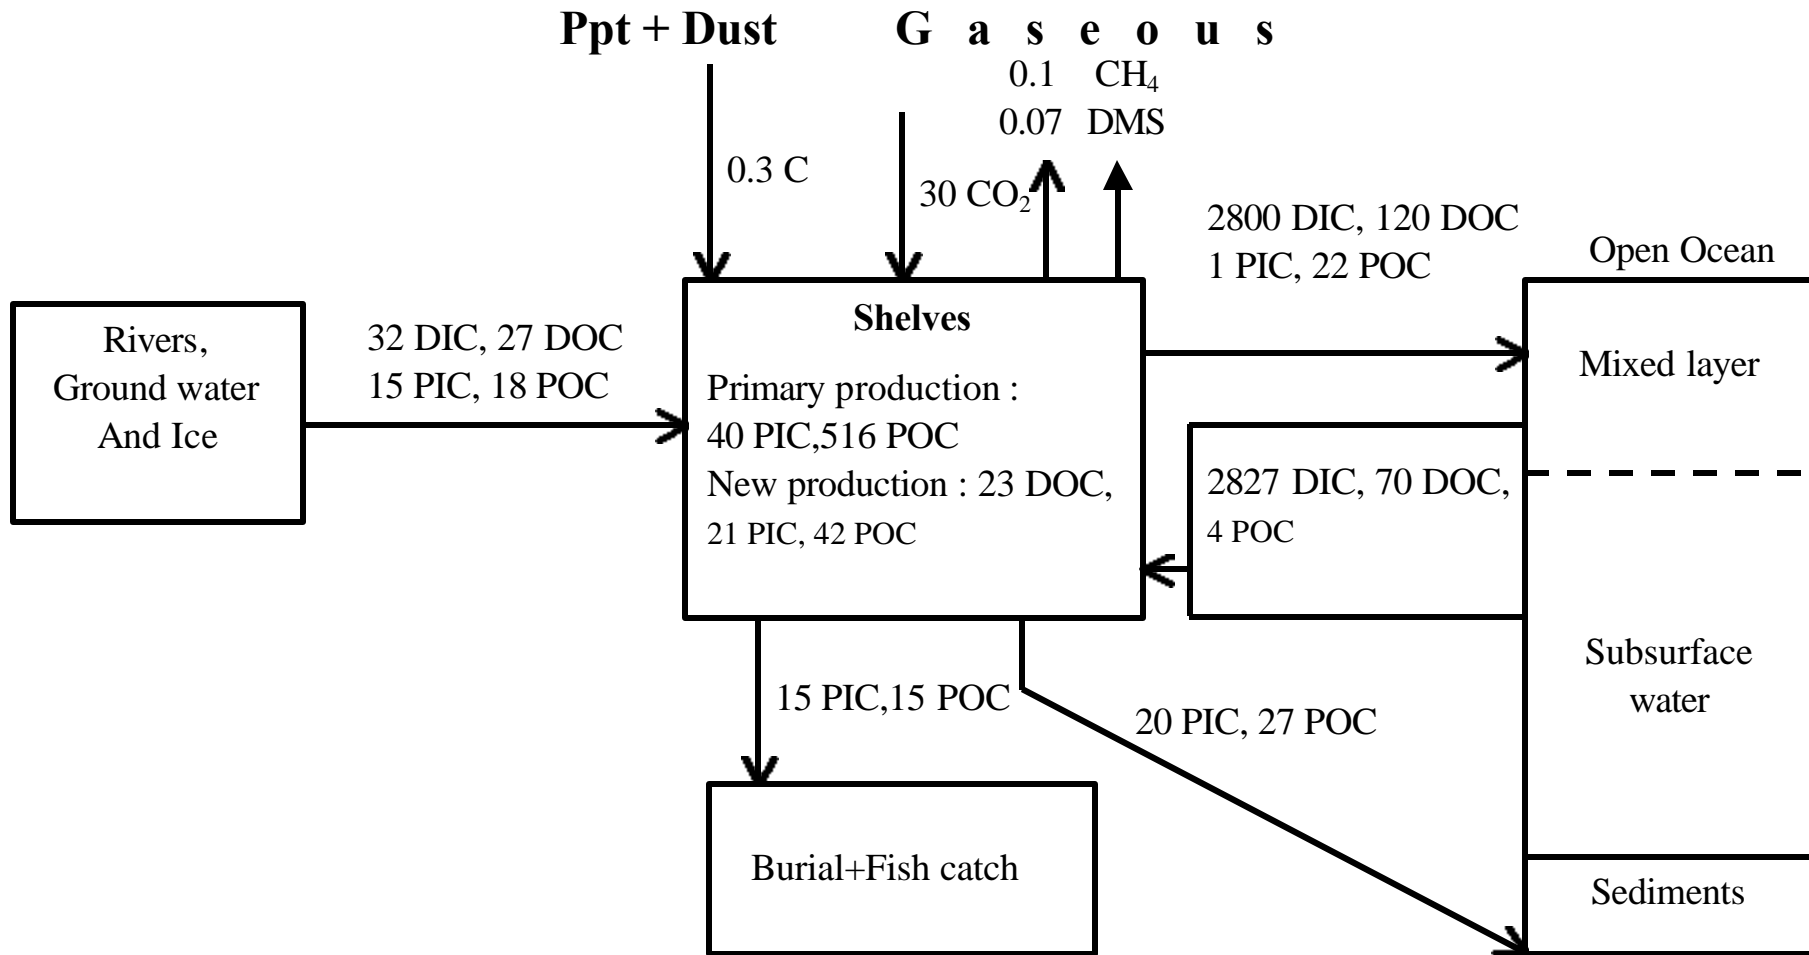 Ppt + Dust
G a s e o u s
0.1 CH₄
0.07 DMS
0.3 C
30 CO₂
2800 DIC, 120 DOC
1 PIC, 22 POC
Open Ocean
Rivers,
Ground water
And Ice
32 DIC, 27 DOC
15 PIC, 18 POC
Shelves
Primary production :
40 PIC,516 POC
New production : 23 DOC,
21 PIC, 42 POC
Mixed layer
2827 DIC, 70 DOC,
4 POC
Subsurface
water
15 PIC,15 POC
20 PIC, 27 POC
Burial+Fish catch
Sediments